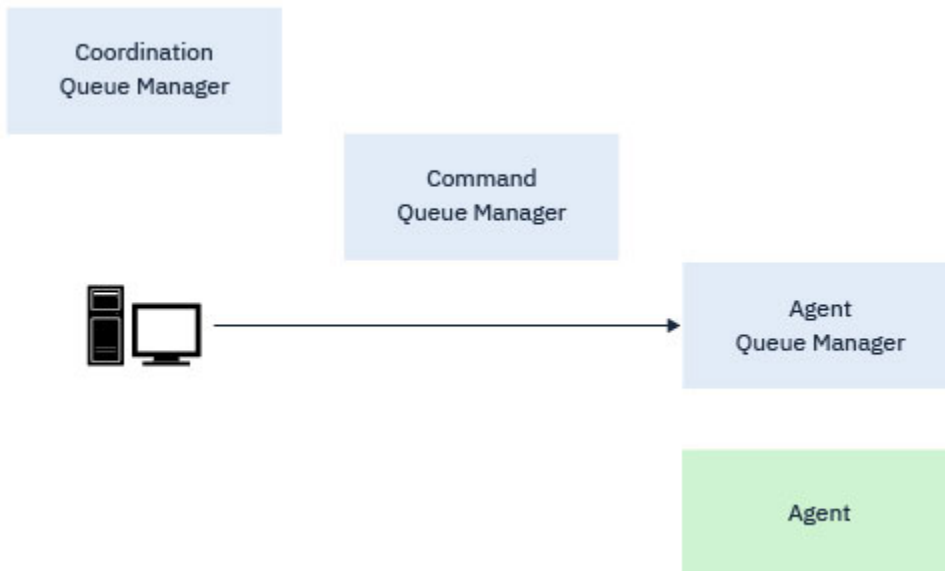 Coordination
Queue Manager
Command
Queue Manager
Agent
Queue Manager
Agent